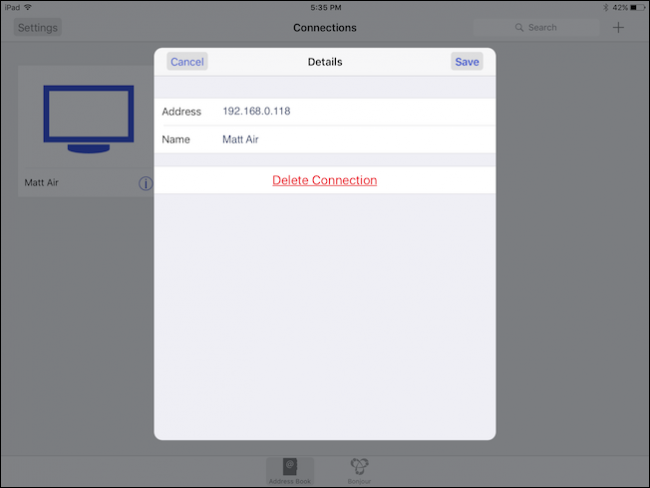 iPad 5:35 PM 42%
Settings Connections Search
Cancel Details Save
Address 192.168.0.118
Name Matt Air
Delete Connection
Matt Air
Address Book Bonjour